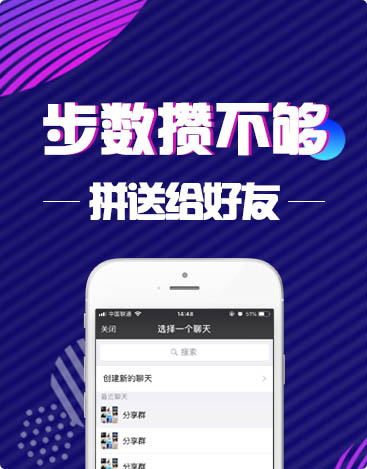 步数攒不够
拼送给好友
中国联通 14:48 51%
关闭 选择一个聊天
搜索
创建新的聊天
最近聊天
分享群
分享群
分享群